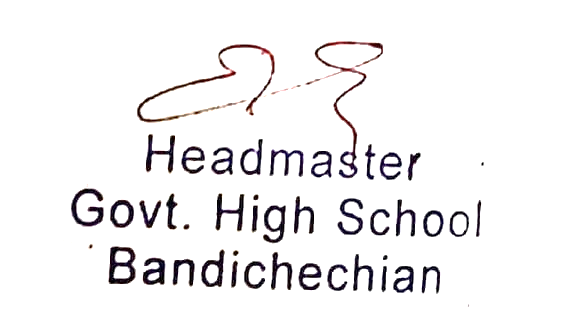 Headmaster
Govt. High School
Bandichechian